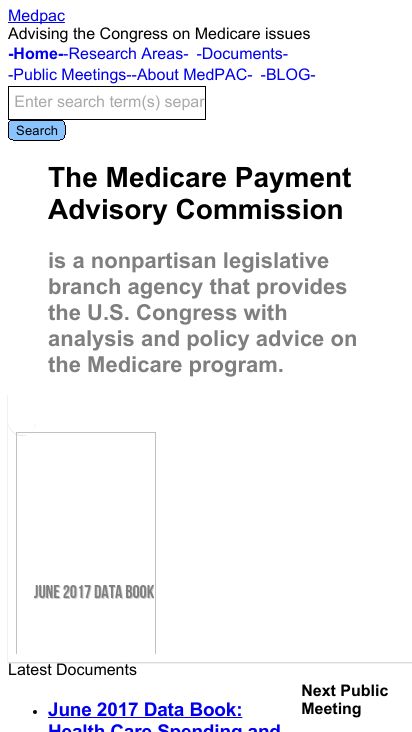 Medpac
Advising the Congress on Medicare issues
-Home--Research Areas-  -Documents-
-Public Meetings--About MedPAC-  -BLOG-
Enter search term(s) separ
Search
The Medicare Payment
Advisory Commission
is a nonpartisan legislative
branch agency that provides
the U.S. Congress with
analysis and policy advice on
the Medicare program.
JUNE 2017 DATA BOOK
Latest Documents
Next Public
Meeting
June 2017 Data Book:
Health Care Spending and